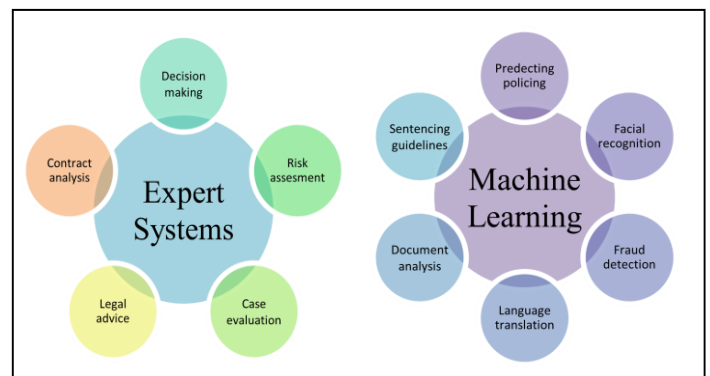 Decision
making
Risk
assesment
Case
evaluation
Legal
advice
Contract
analysis
Expert
Systems
Predecting
policing
Facial
recognition
Fraud
detection
Language
translation
Document
analysis
Sentencing
guidelines
Machine
Learning